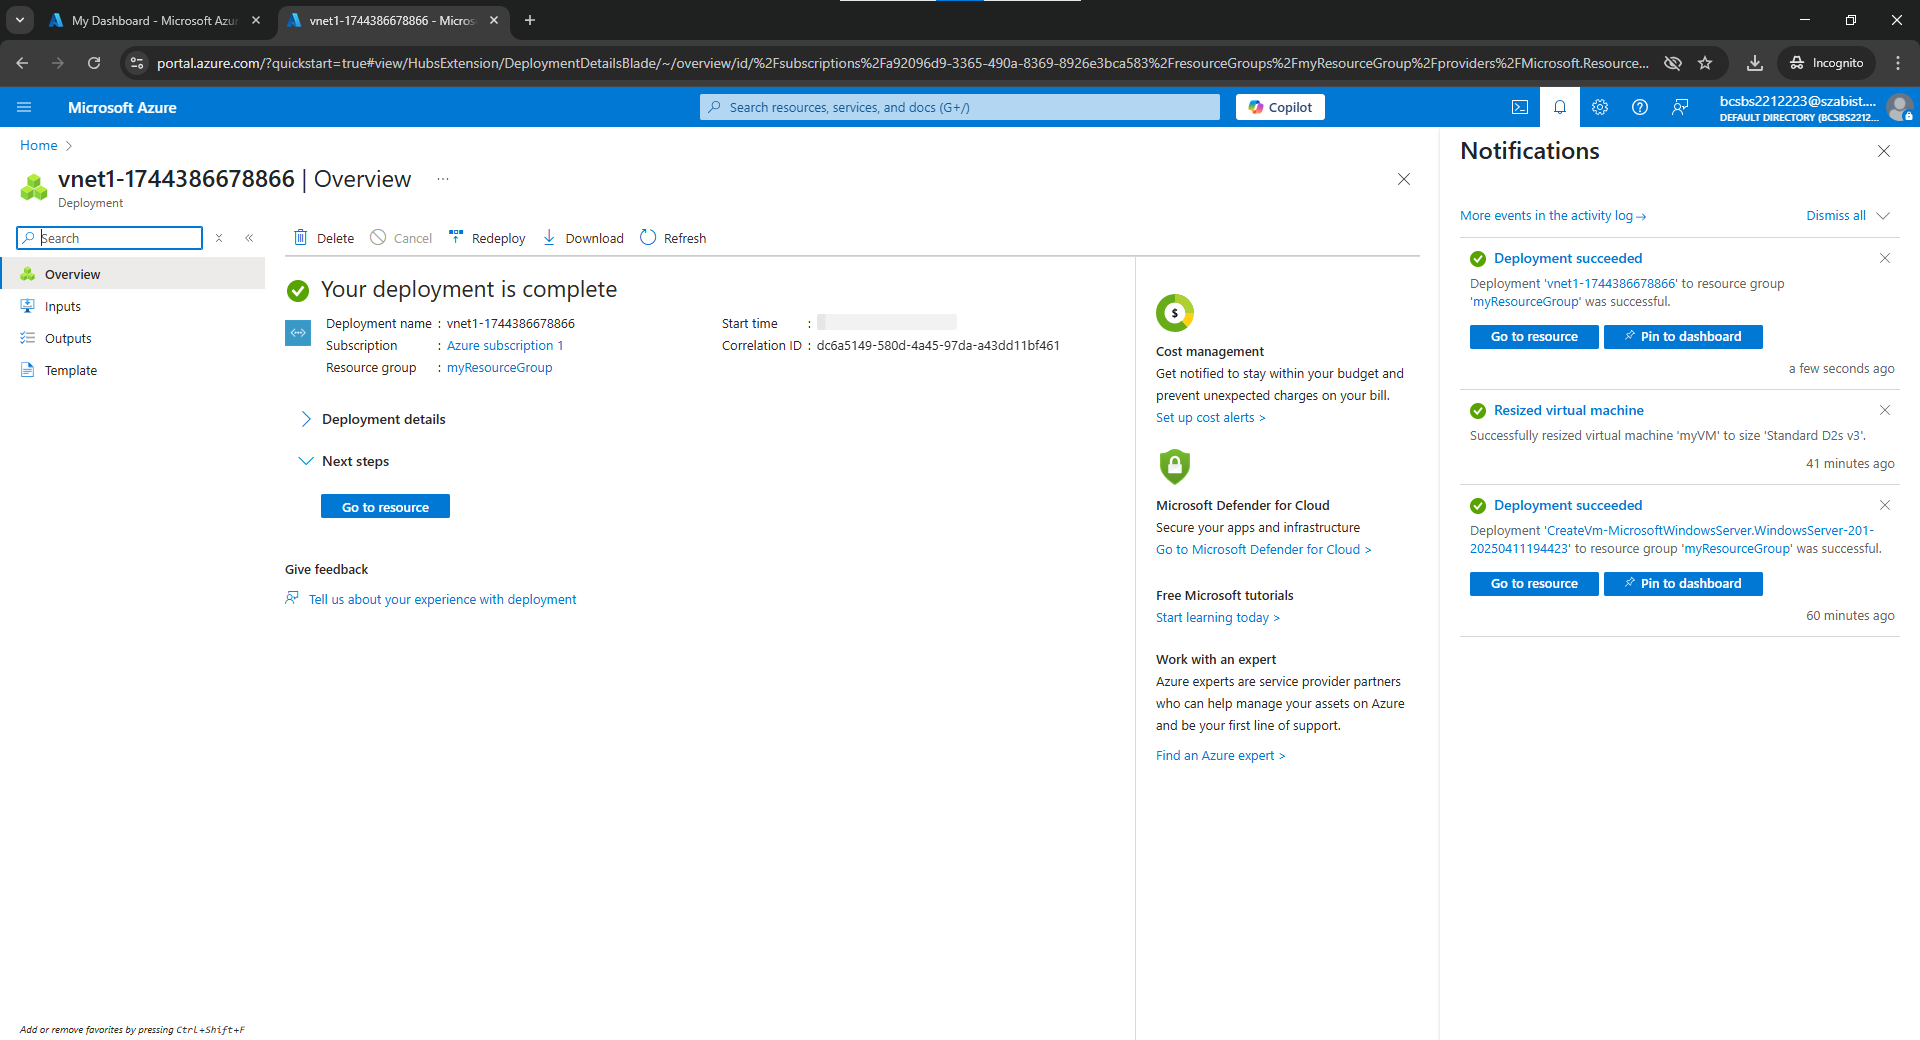 My Dashboard - Microsoft Azur
vnet1-1744386678866 - Micros
portal.azure.com/?quickstart=true#view/HubsExtension/DeploymentDetailsBlade/~/overview/id/%2Fsubscriptions%2Fa92096d9-3365-490a-8369-8926e3bca583%2FresourceGroups%2FmyResourceGroup%2Fproviders%2FMicrosoft.Resource...
Incognito
Microsoft Azure
Search resources, services, and docs (G+/)
Copilot
bcsbs2212223@szabist....
DEFAULT DIRECTORY (BCSBS2212...
Home
vnet1-1744386678866 | Overview
...
Deployment
Search
Overview
Inputs
Outputs
Template
Delete
Cancel
Redeploy
Download
Refresh
Your deployment is complete
Deployment name : vnet1-1744386678866
Subscription : Azure subscription 1
Resource group : myResourceGroup
Start time :
Correlation ID : dc6a5149-580d-4a45-97da-a43dd11bf461
Deployment details
Next steps
Go to resource
Give feedback
Tell us about your experience with deployment
Cost management
Get notified to stay within your budget and
prevent unexpected charges on your bill.
Set up cost alerts >
Microsoft Defender for Cloud
Secure your apps and infrastructure
Go to Microsoft Defender for Cloud >
Free Microsoft tutorials
Start learning today >
Work with an expert
Azure experts are service provider partners
who can help manage your assets on Azure
and be your first line of support.
Find an Azure expert >
Notifications
More events in the activity log →
Dismiss all
Deployment succeeded
Deployment 'vnet1-1744386678866' to resource group
'myResourceGroup' was successful.
Go to resource
Pin to dashboard
a few seconds ago
Resized virtual machine
Successfully resized virtual machine 'myVM' to size 'Standard D2s v3'.
41 minutes ago
Deployment succeeded
Deployment 'CreateVm-MicrosoftWindowsServer.WindowsServer-201-
20250411194423' to resource group 'myResourceGroup' was successful.
Go to resource
Pin to dashboard
60 minutes ago
Add or remove favorites by pressing Ctrl+Shift+F